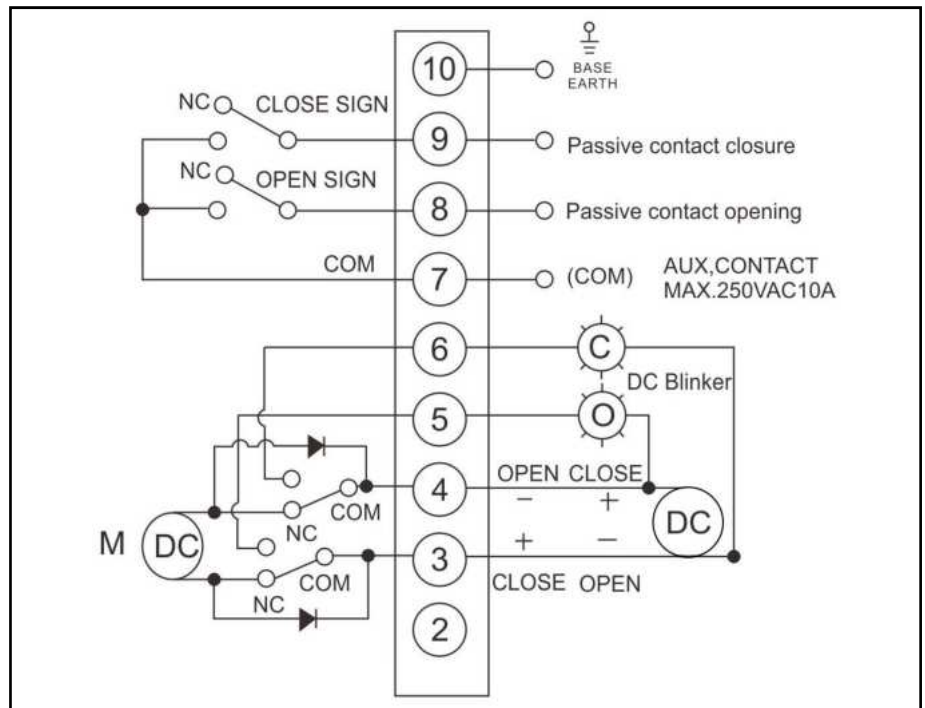 10
BASE
EARTH
NC CLOSE SIGN
9 Passive contact closure
NC OPEN SIGN
8 Passive contact opening
COM 7 (COM) AUX,CONTACT
MAX.250VAC10A
6 C
DC Blinker
5 O
OPEN CLOSE
4 − +
COM
NC
M DC DC
+ −
3
COM CLOSE OPEN
NC
2